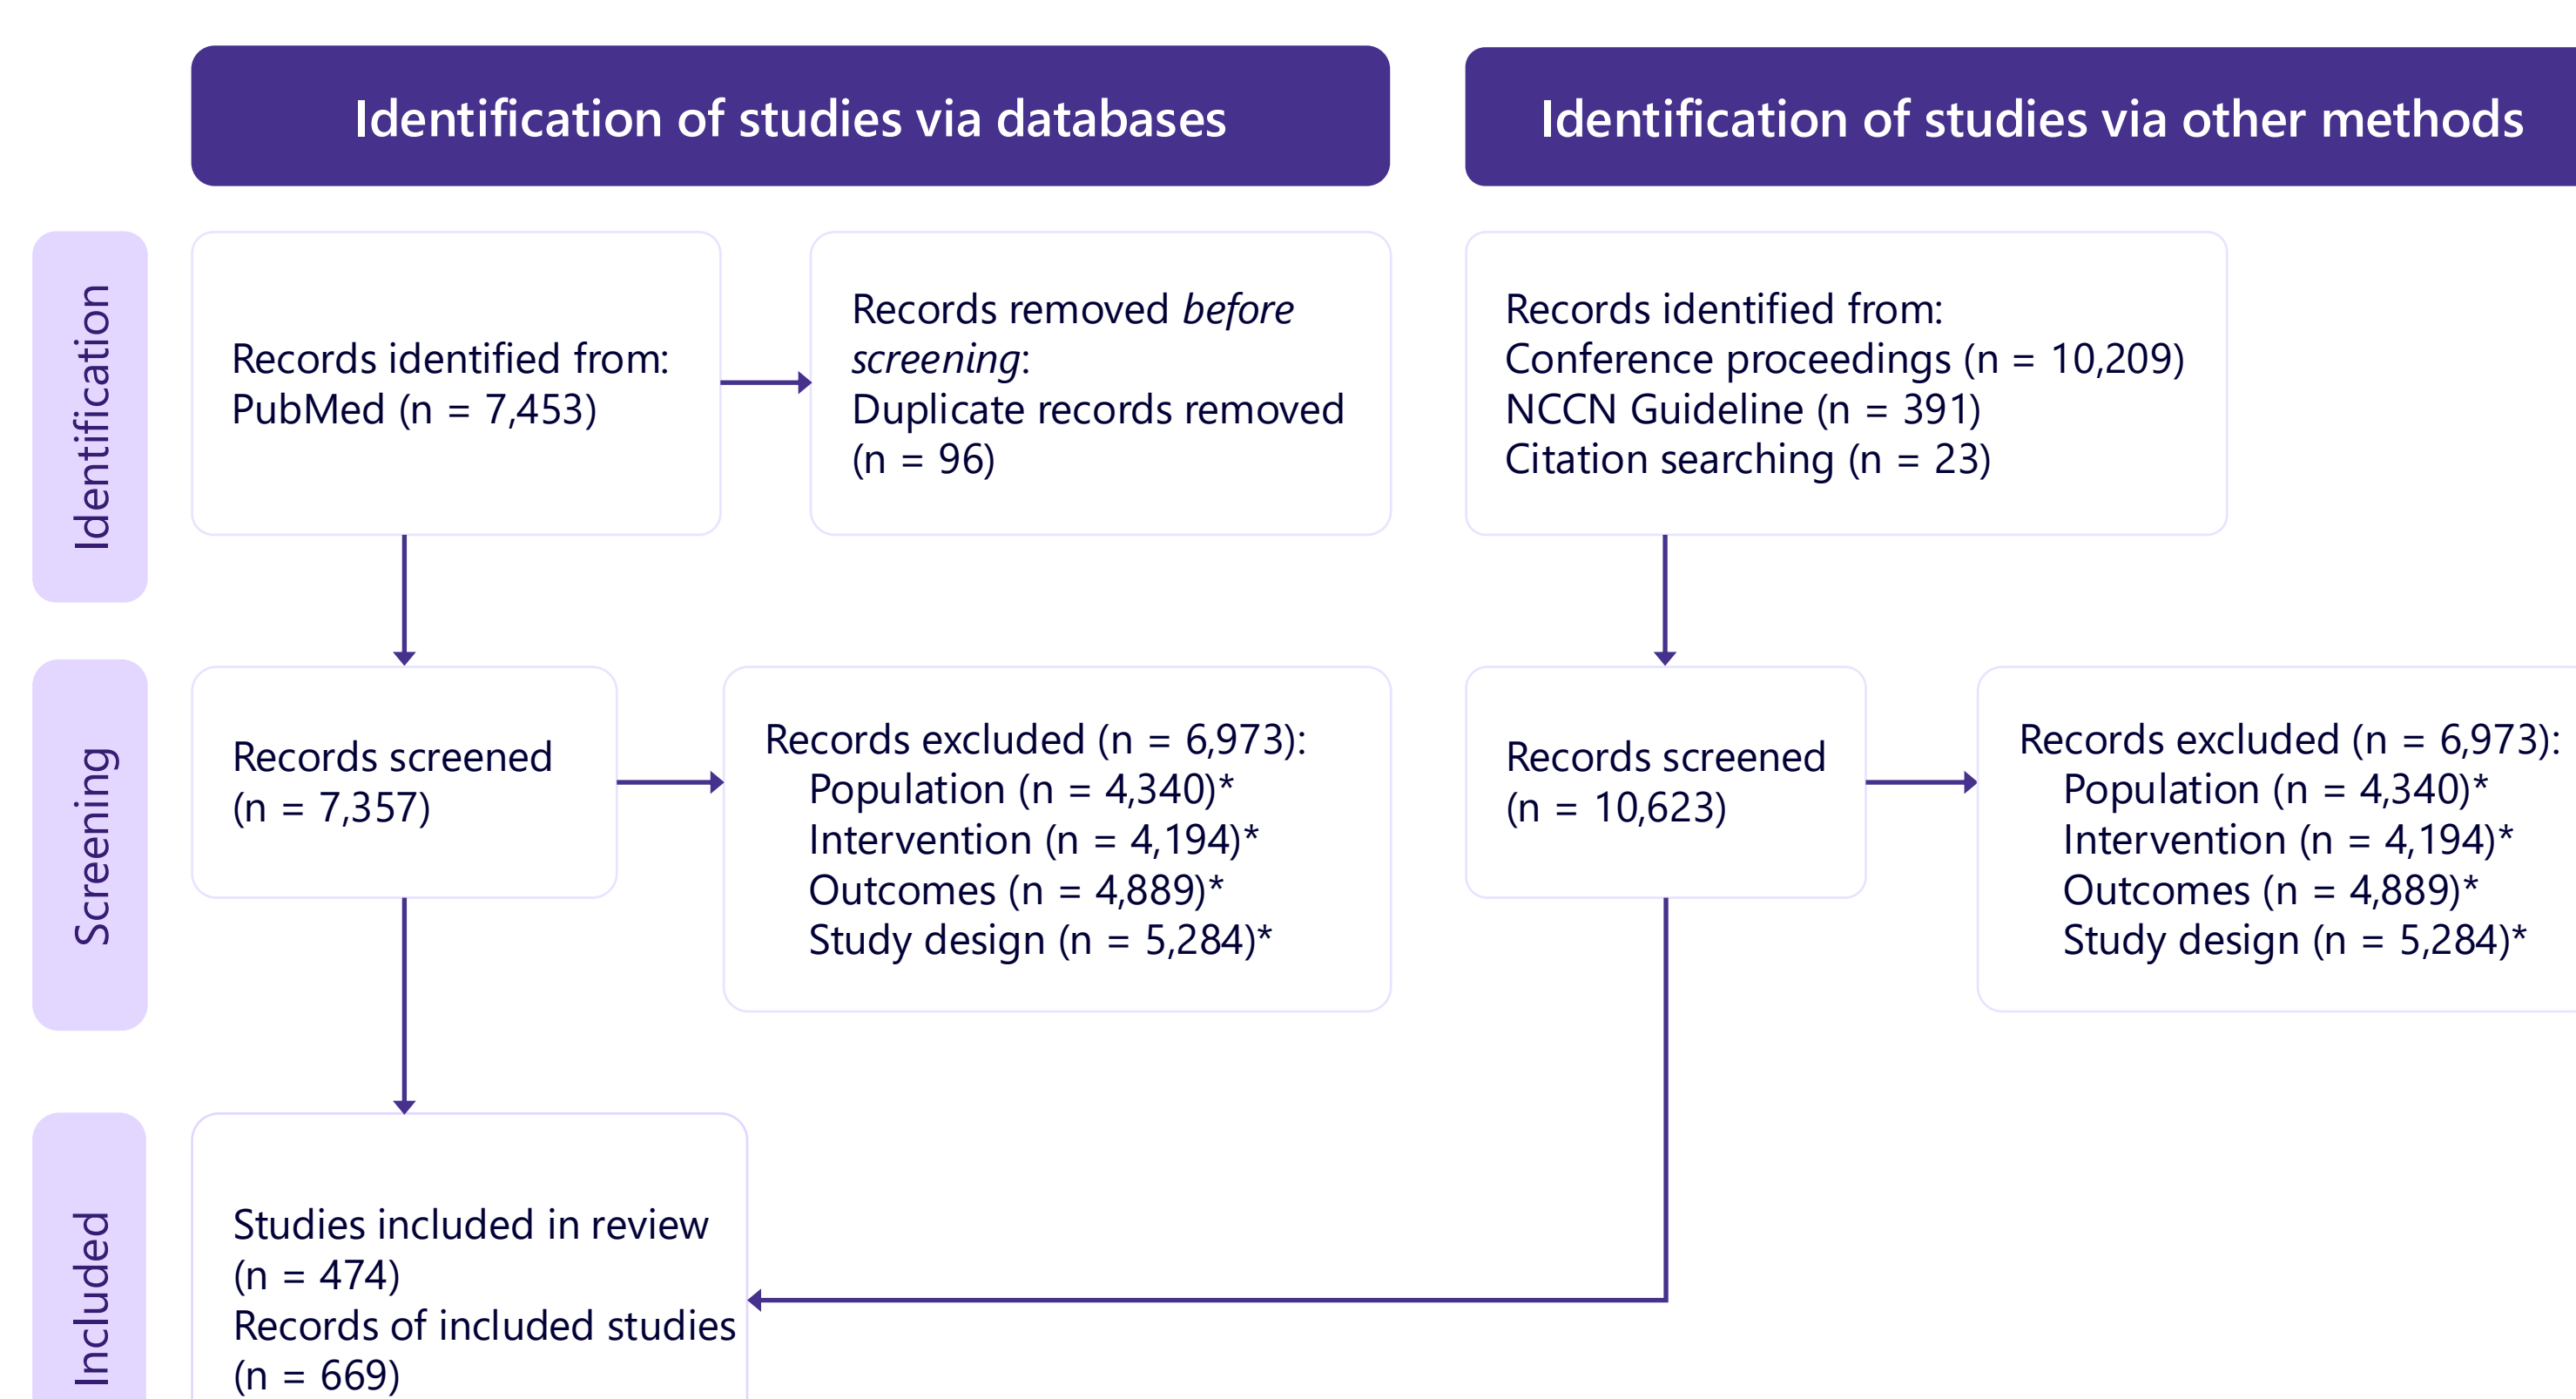 Identification of studies via databases
Identification of studies via other methods
Identification
Records identified from:
PubMed (n = 7,453)
Records removed before
screening:
Duplicate records removed
(n = 96)
Records identified from:
Conference proceedings (n = 10,209)
NCCN Guideline (n = 391)
Citation searching (n = 23)
Screening
Records screened
(n = 7,357)
Records excluded (n = 6,973):
Population (n = 4,340)*
Intervention (n = 4,194)*
Outcomes (n = 4,889)*
Study design (n = 5,284)*
Records screened
(n = 10,623)
Records excluded (n = 6,973):
Population (n = 4,340)*
Intervention (n = 4,194)*
Outcomes (n = 4,889)*
Study design (n = 5,284)*
Included
Studies included in review
(n = 474)
Records of included studies
(n = 669)